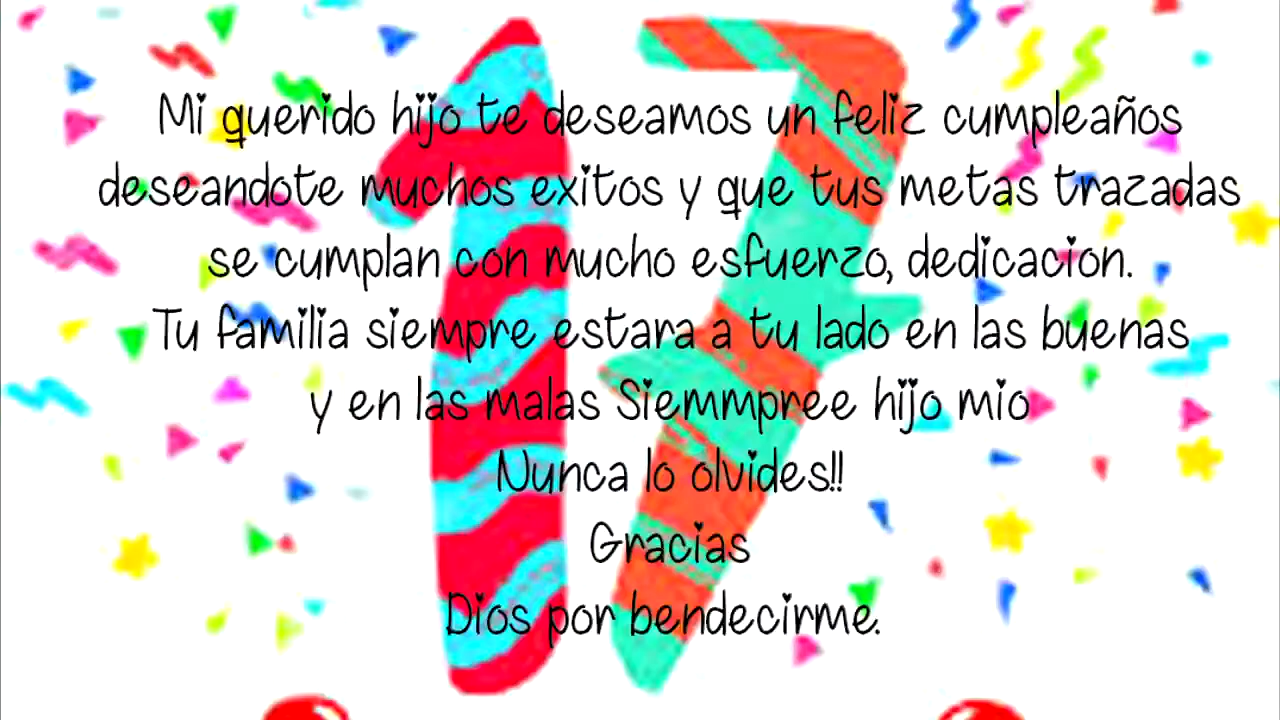 Mi querido hijo te deseamos un feliz cumpleaños
deseandote muchos exitos y que tus metas trazadas
se cumplan con mucho esfuerzo, dedicacion.
Tu familia siempre estara a tu lado en las buenas
y en las malas Siemmpree hijo mio
Nunca lo olvides!!
Gracias
Dios por bendecirme.
17